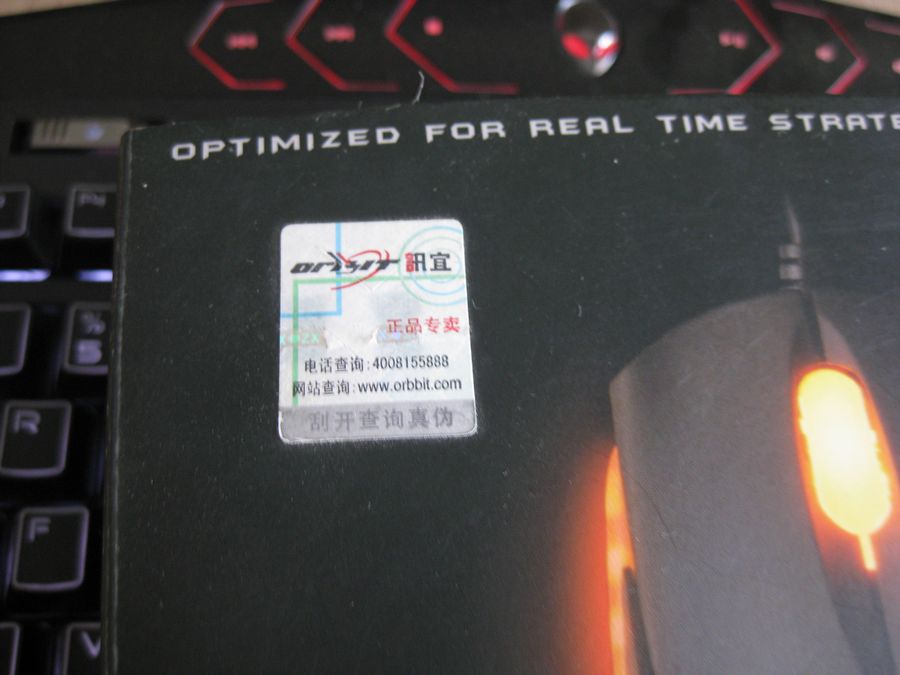 OPTIMIZED FOR REAL TIME STRATE
orbit 訊宜
正品专卖
电话查询:4008155888
网站查询:www.orbbit.com
刮开查询真伪
%
5
R
F
V